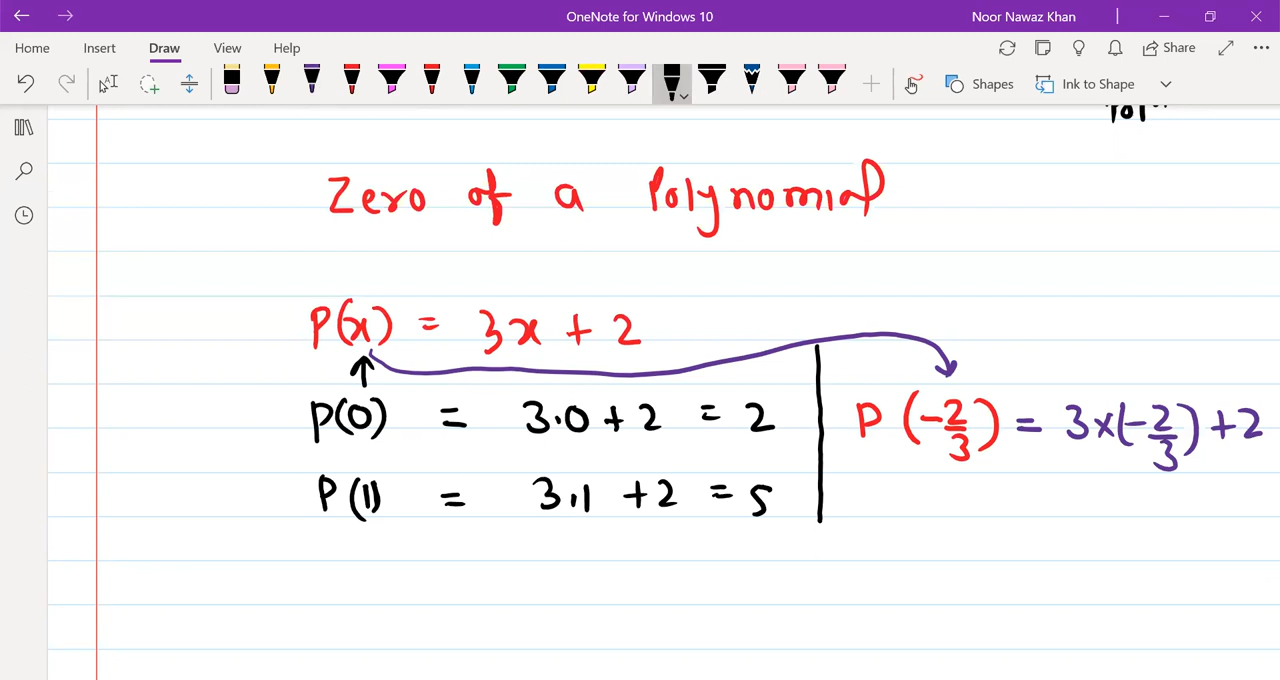 OneNote for Windows 10
Noor Nawaz Khan
Home Insert Draw View Help
Share
Shapes
Ink to Shape
Zero of a Polynomial
P(x) = 3x + 2
P(0) = 3.0 + 2 = 2
P(1) = 3.1 + 2 = 5
P(-2/3) = 3x(-2/3) + 2